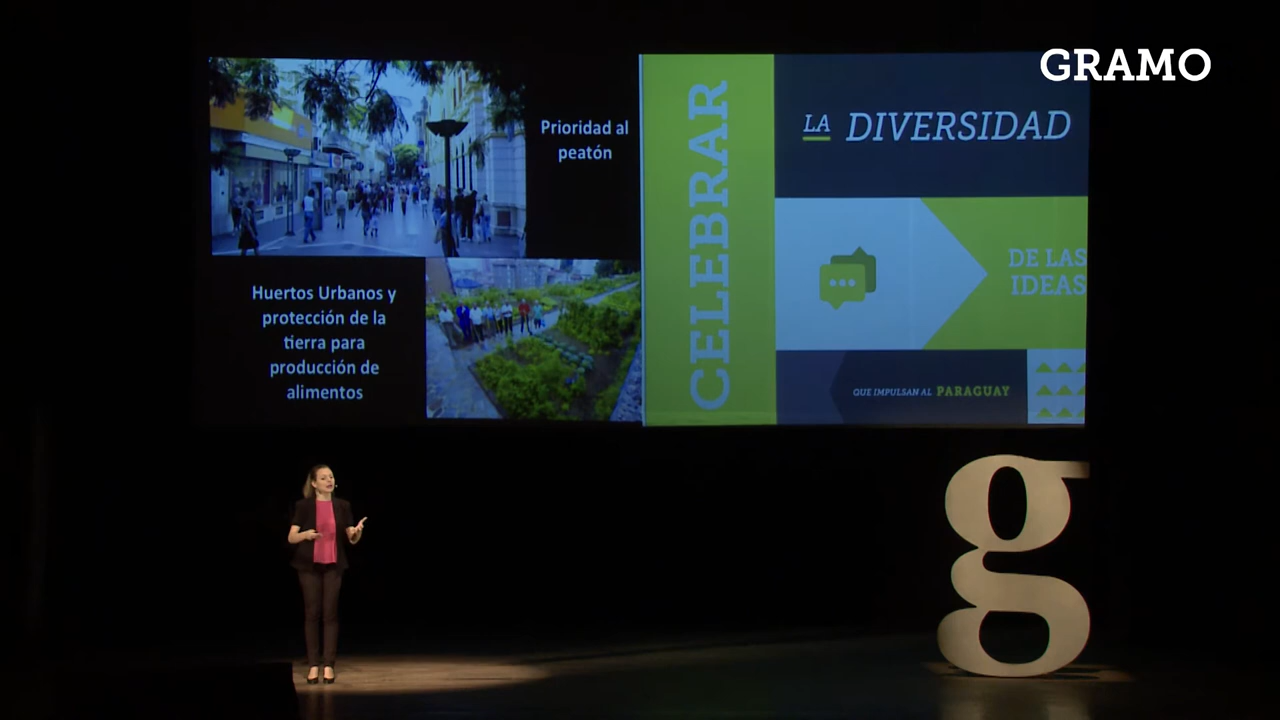 GRAMO
Prioridad al
peatón
Huertos Urbanos y
protección de la
tierra para
producción de
alimentos
CELEBRAR
LA DIVERSIDAD
DE LAS
IDEAS
QUE IMPULSAN AL PARAGUAY
g